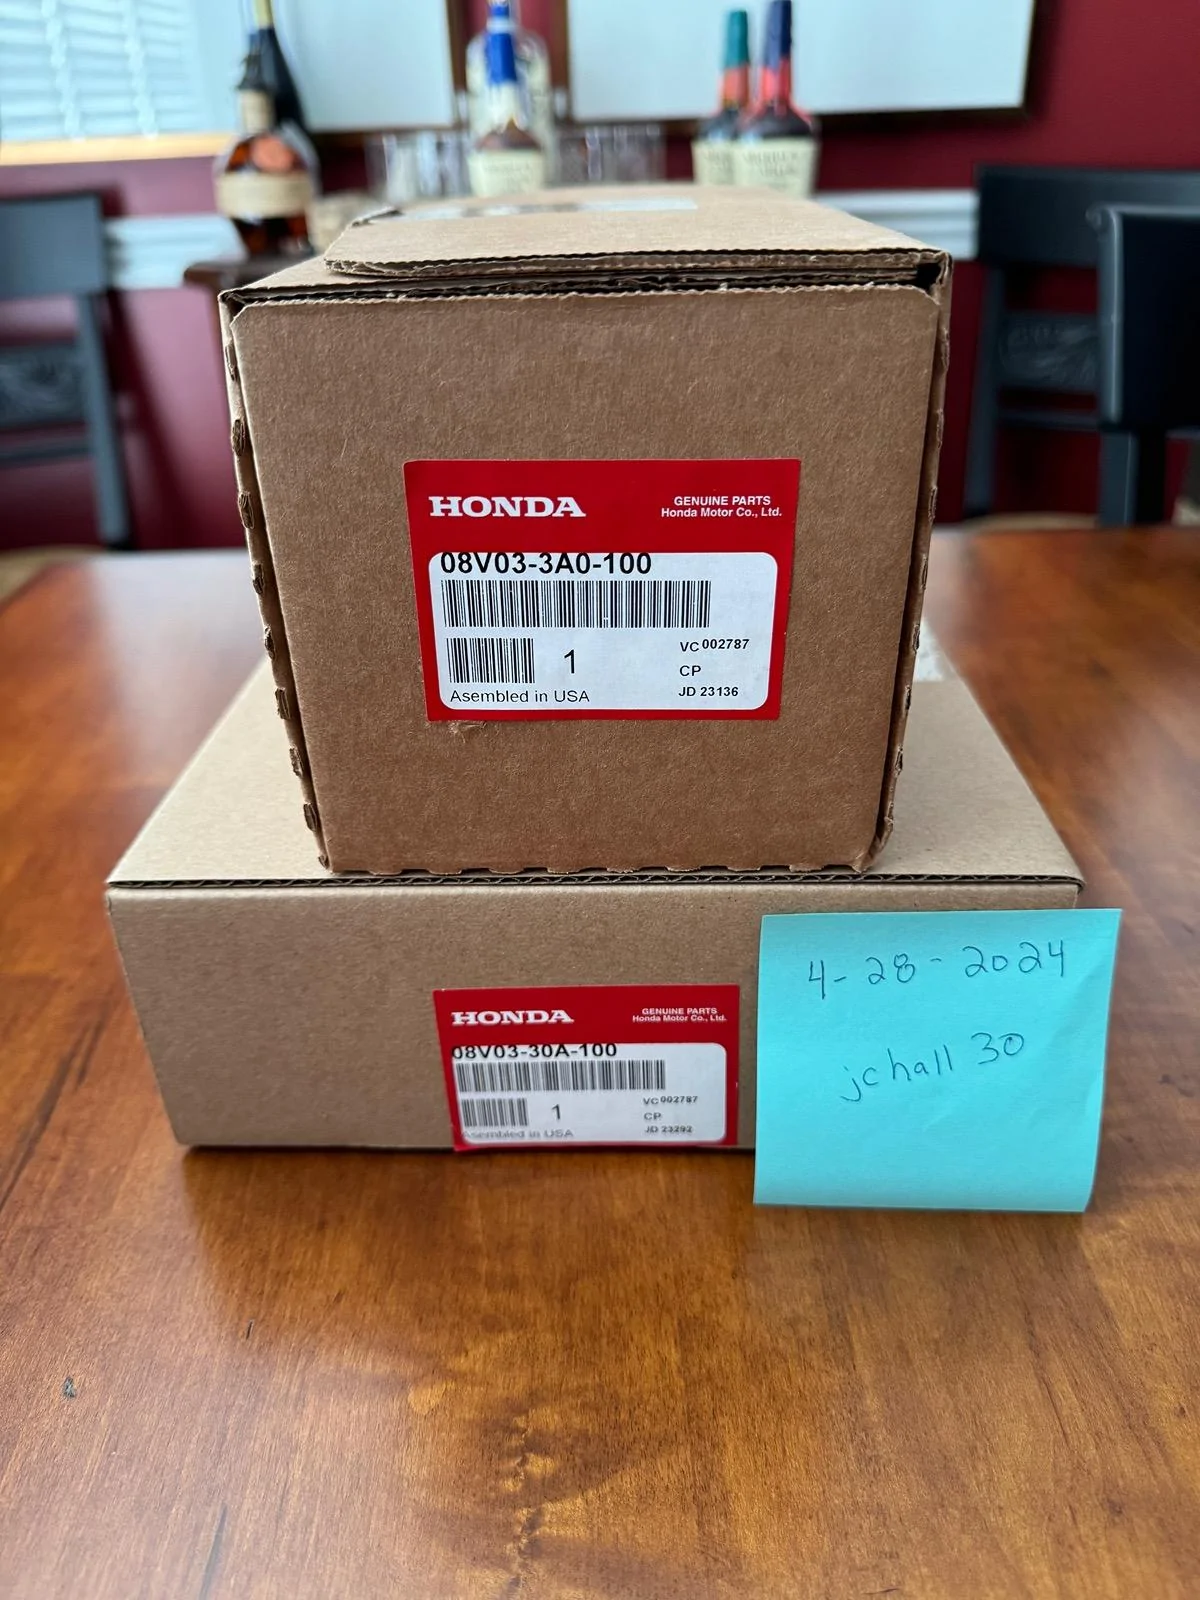 HONDA
GENUINE PARTS
Honda Motor Co., Ltd.
08V03-3A0-100
VC 002787
1
CP
Asembled in USA
JD 23136
HONDA
GENUINE PARTS
Honda Motor Co., Ltd.
08V03-30A-100
VC 002787
1
CP
Asembled in USA
JD 23292
4-28-2024
jchall30